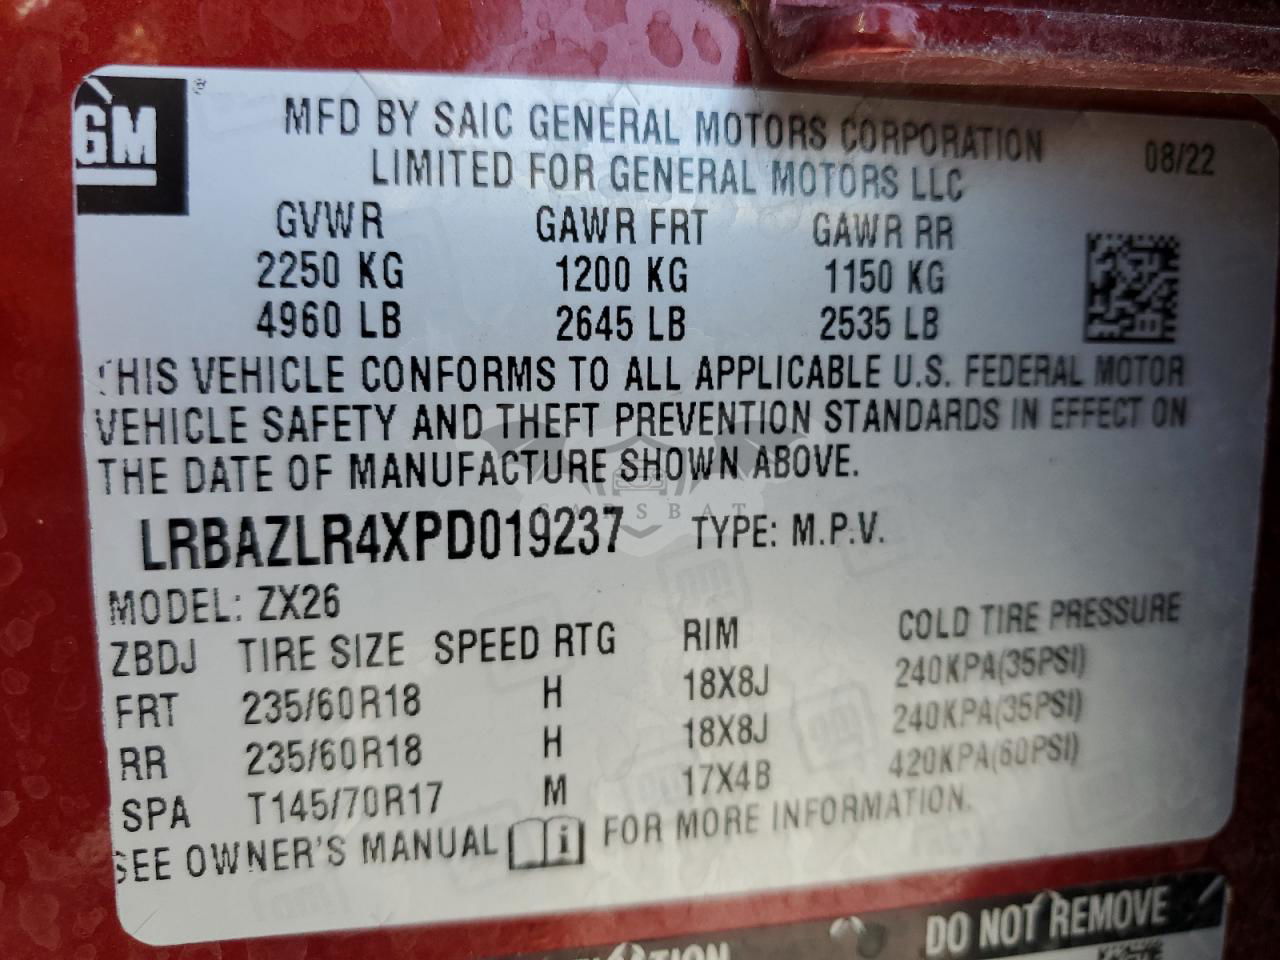 GM
MFD BY SAIC GENERAL MOTORS CORPORATION
LIMITED FOR GENERAL MOTORS LLC
08/22
GVWR GAWR FRT GAWR RR
2250 KG 1200 KG 1150 KG
4960 LB 2645 LB 2535 LB
THIS VEHICLE CONFORMS TO ALL APPLICABLE U.S. FEDERAL MOTOR
VEHICLE SAFETY AND THEFT PREVENTION STANDARDS IN EFFECT ON
THE DATE OF MANUFACTURE SHOWN ABOVE.
CARSBAT
LRBAZLR4XPD019237 TYPE: M.P.V.
MODEL: ZX26
ZBDJ TIRE SIZE SPEED RTG RIM COLD TIRE PRESSURE
FRT 235/60R18 H 18X8J 240KPA(35PSI)
RR 235/60R18 H 18X8J 240KPA(35PSI)
SPA T145/70R17 M 17X4B 420KPA(60PSI)
SEE OWNER'S MANUAL i FOR MORE INFORMATION.
DO NOT REMOVE